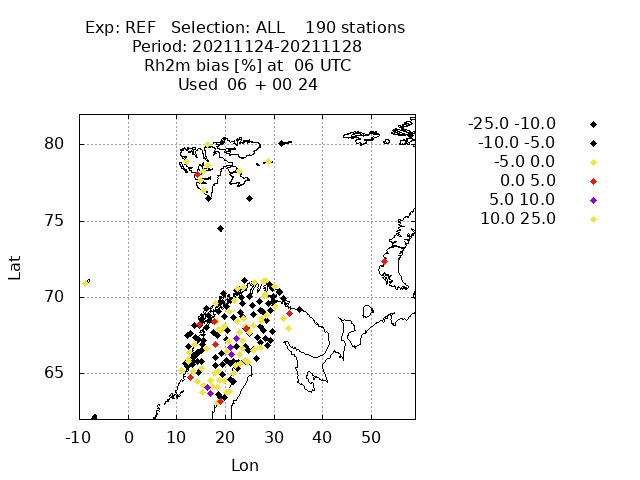 Exp: REF   Selection: ALL    190 stations
Period: 20211124-20211128
Rh2m bias [%] at  06 UTC
Used  06 + 00 24
-25.0 -10.0
-10.0 -5.0
-5.0 0.0
0.0 5.0
5.0 10.0
10.0 25.0
80
75
70
65
Lat
-10 0 10 20 30 40 50
Lon